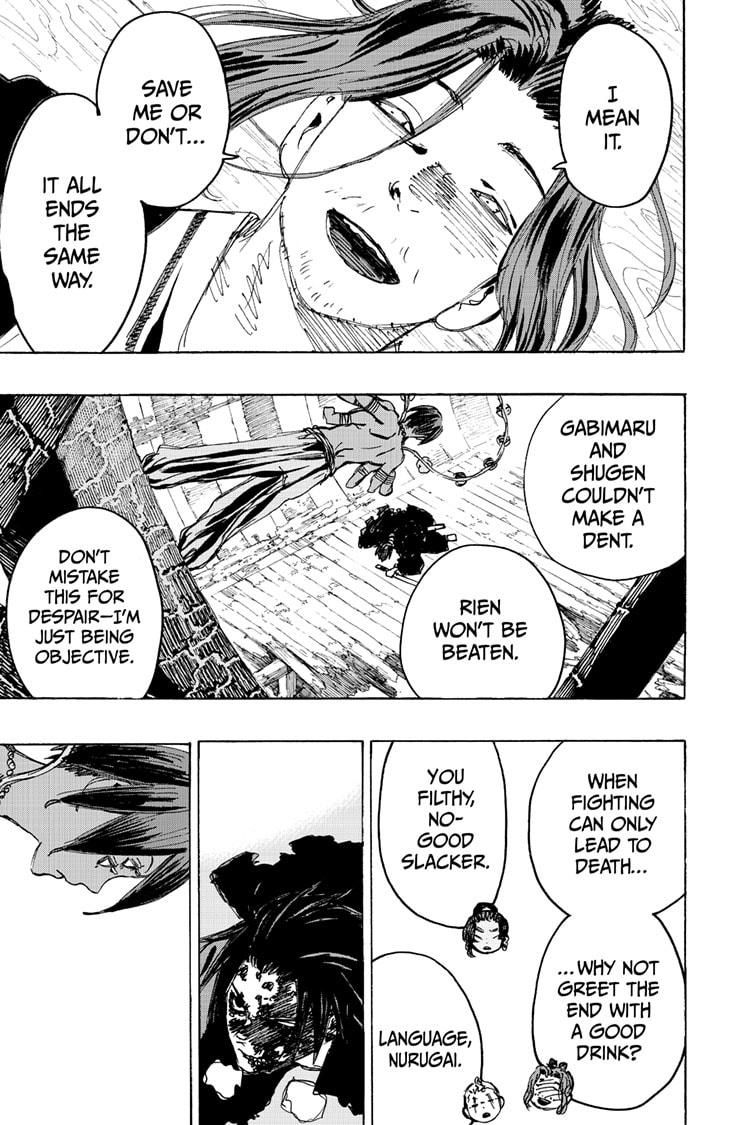 I
MEAN
IT.
SAVE
ME OR
DON'T...
IT ALL
ENDS
THE
SAME
WAY.
GABIMARU
AND
SHUGEN
COULDN'T
MAKE A
DENT.
RIEN
WON'T BE
BEATEN.
DON'T
MISTAKE
THIS FOR
DESPAIR—I'M
JUST BEING
OBJECTIVE.
WHEN
FIGHTING
CAN ONLY
LEAD TO
DEATH...
...WHY NOT
GREET THE
END WITH
A GOOD
DRINK?
YOU
FILTHY,
NO-
GOOD
SLACKER.
LANGUAGE,
NURUGAI.